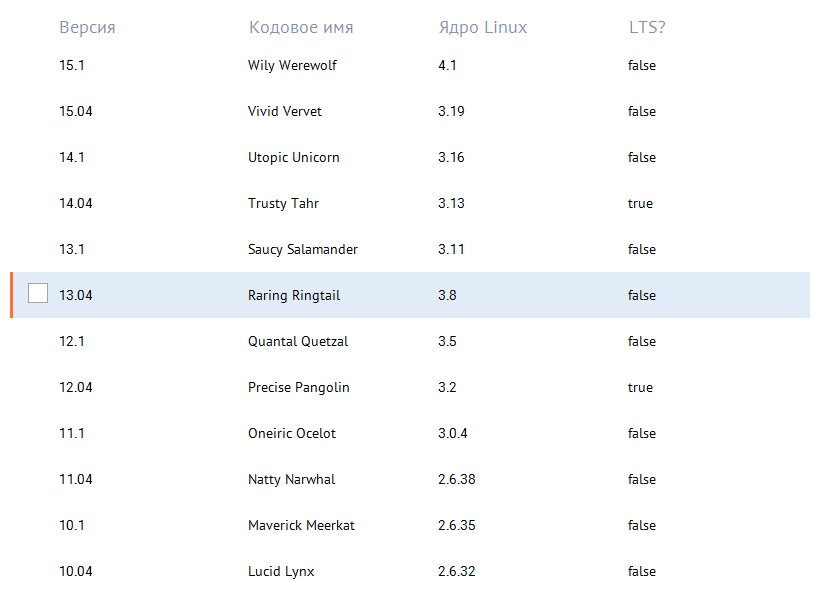 Версия Кодовое имя Ядро Linux LTS?
15.1 Wily Werewolf 4.1 false
15.04 Vivid Vervet 3.19 false
14.1 Utopic Unicorn 3.16 false
14.04 Trusty Tahr 3.13 true
13.1 Saucy Salamander 3.11 false
13.04 Raring Ringtail 3.8 false
12.1 Quantal Quetzal 3.5 false
12.04 Precise Pangolin 3.2 true
11.1 Oneiric Ocelot 3.0.4 false
11.04 Natty Narwhal 2.6.38 false
10.1 Maverick Meerkat 2.6.35 false
10.04 Lucid Lynx 2.6.32 false